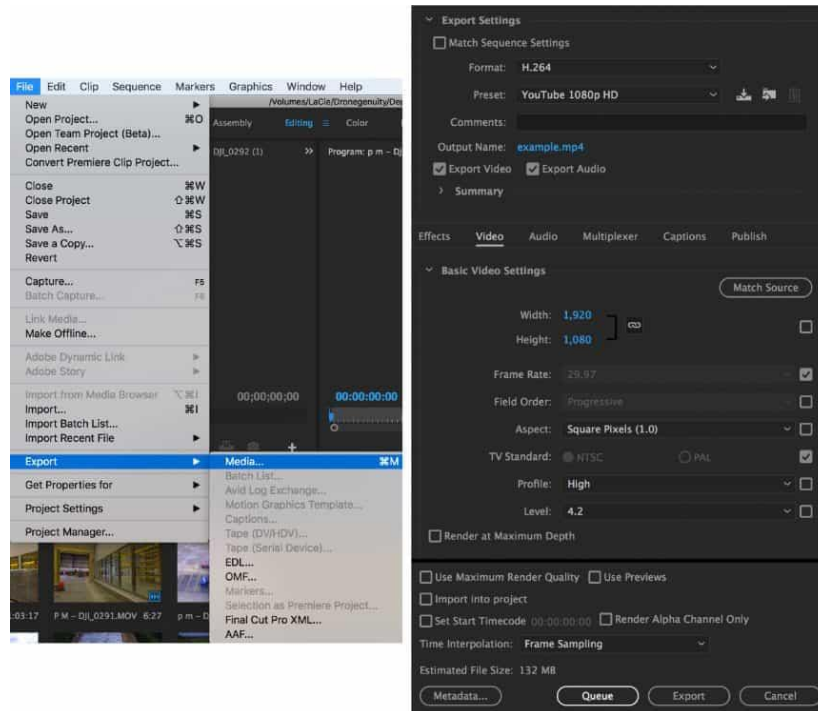 File Edit Clip Sequence Markers Graphics Window Help
/Volumes/LaCie/Dronegenuity/De
New
Open Project... ⌘O
Open Team Project (Beta)...
Open Recent
Convert Premiere Clip Project...
Close ⌘W
Close Project ⇧⌘W
Save ⌘S
Save As... ⇧⌘S
Save a Copy... ⌥⌘S
Revert
Capture... F5
Batch Capture... F6
Link Media...
Make Offline...
Adobe Dynamic Link
Adobe Story
Import from Media Browser ⌥⌘I
Import... ⌘I
Import Batch List...
Import Recent File
Export
Get Properties for
Project Settings
Project Manager...
Assembly Editing Color
DJI_0292 (1) Program: p m – DJ
00;00;00 00:00:00:00
Media... ⌘M
Batch List...
Avid Log Exchange...
Motion Graphics Template...
Captions...
Tape (DV/HDV)...
Tape (Serial Device)...
EDL...
OMF...
Markers...
Selection as Premiere Project...
Final Cut Pro XML...
AAF...
:03:17 P M – DJI_0291.MOV 6:27 p m – D
Export Settings
Match Sequence Settings
Format: H.264
Preset: YouTube 1080p HD
Comments:
Output Name: example.mp4
Export Video Export Audio
Summary
Effects Video Audio Multiplexer Captions Publish
Basic Video Settings
Match Source
Width: 1,920
Height: 1,080
Frame Rate: 29.97
Field Order: Progressive
Aspect: Square Pixels (1.0)
TV Standard: NTSC PAL
Profile: High
Level: 4.2
Render at Maximum Depth
Use Maximum Render Quality Use Previews
Import into project
Set Start Timecode 00:00:00:00 Render Alpha Channel Only
Time Interpolation: Frame Sampling
Estimated File Size: 132 MB
Metadata... Queue Export Cancel